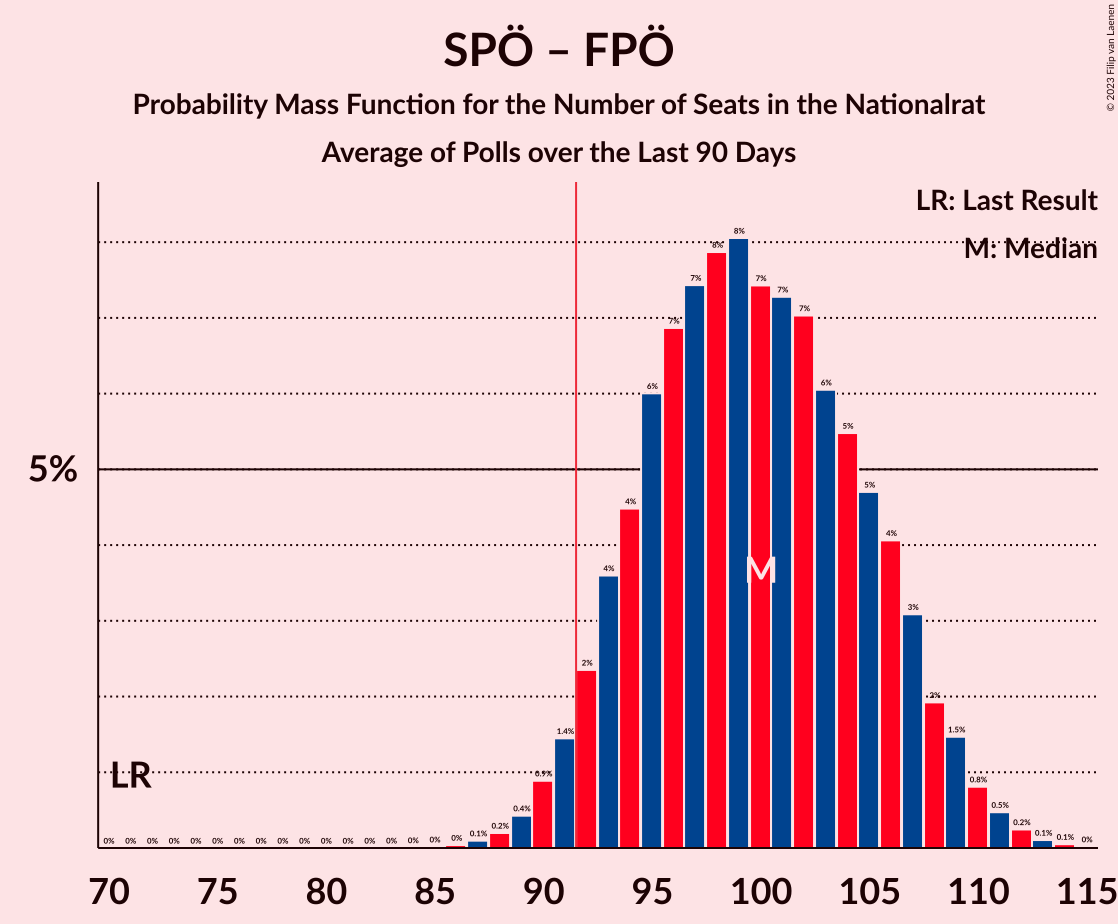 SPÖ – FPÖ
Probability Mass Function for the Number of Seats in the Nationalrat
Average of Polls over the Last 90 Days
© 2023 Filip van Laenen
LR: Last Result
M: Median
5%
LR
M
0% 0% 0% 0% 0% 0% 0% 0% 0% 0% 0% 0% 0% 0% 0% 0% 0% 0.1% 0.2% 0.4% 0.9% 1.4% 2% 4% 4% 6% 7% 7% 8% 8% 7% 7% 7% 6% 5% 5% 4% 3% 2% 1.5% 0.8% 0.5% 0.2% 0.1% 0.1% 0%
70 75 80 85 90 95 100 105 110 115